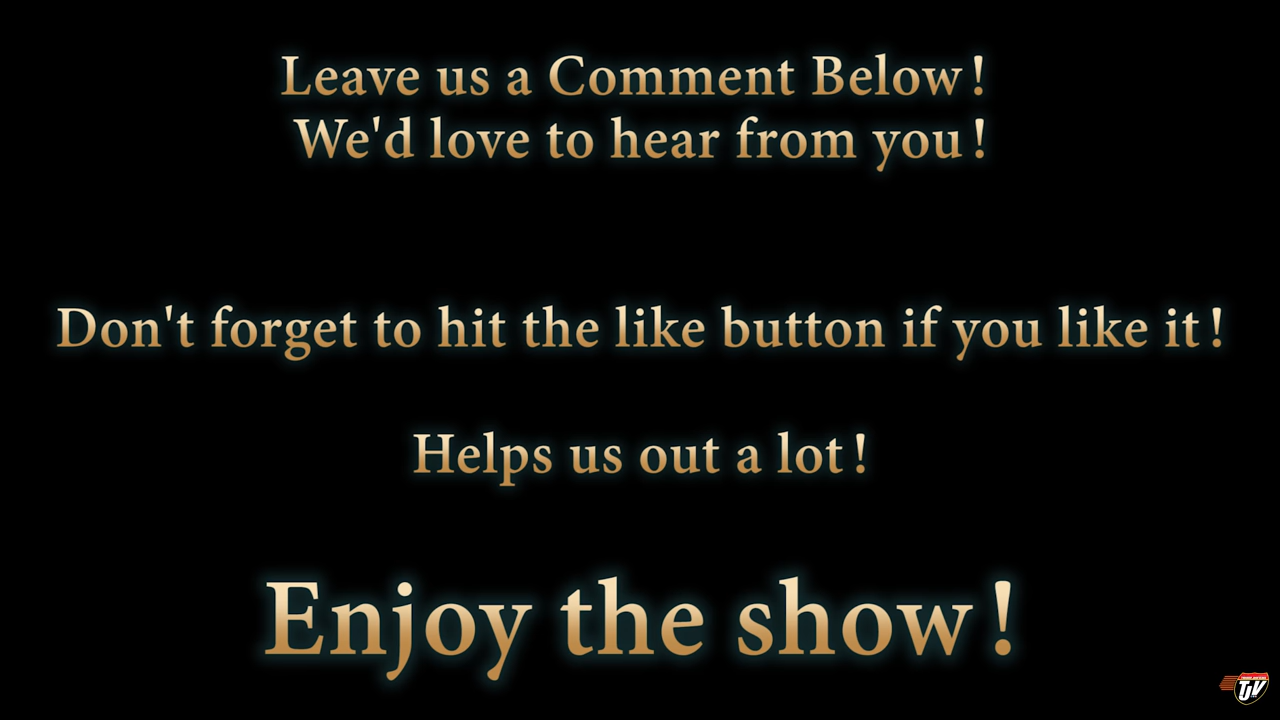 Leave us a Comment Below!
We'd love to hear from you!
Don't forget to hit the like button if you like it!
Helps us out a lot!
Enjoy the show!